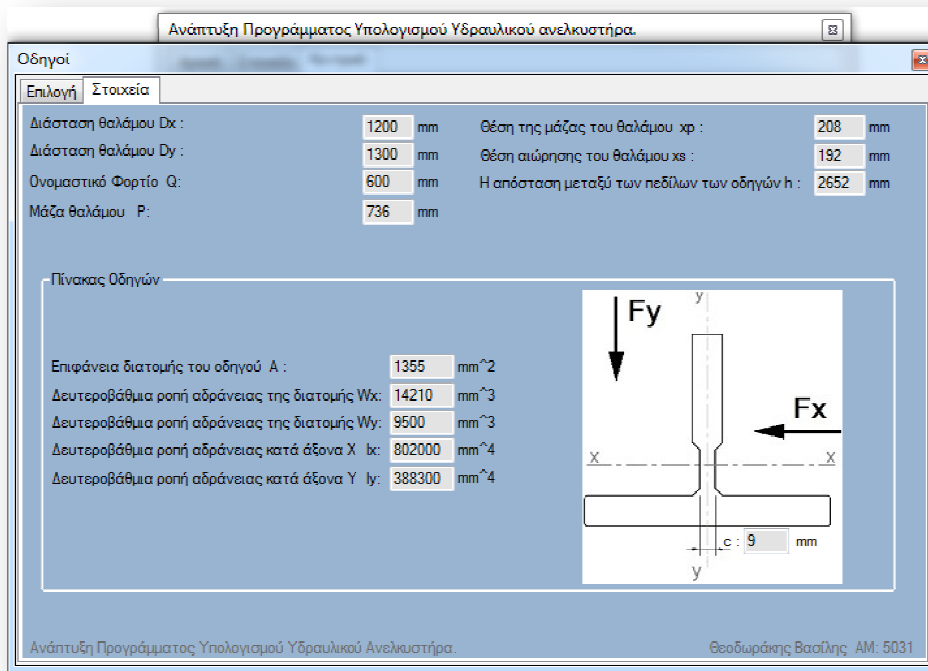 Ανάπτυξη Προγράμματος Υπολογισμού Υδραυλικού ανελκυστήρα.
Οδηγοί
Επιλογή Στοιχεία
Διάσταση θαλάμου Dx : 1200 mm
Θέση της μάζας του θαλάμου xp : 208 mm
Διάσταση θαλάμου Dy : 1300 mm
Θέση αιώρησης του θαλάμου xs : 192 mm
Ονομαστικό Φορτίο Q: 600 mm
Η απόσταση μεταξύ των πεδίλων των οδηγών h : 2652 mm
Μάζα θαλάμου P: 736 mm
Πίνακας Οδηγών
Επιφάνεια διατομής του οδηγού A : 1355 mm^2
Δευτεροβάθμια ροπή αδράνειας της διατομής Wx: 14210 mm^3
Δευτεροβάθμια ροπή αδράνειας της διατομής Wy: 9500 mm^3
Δευτεροβάθμια ροπή αδράνειας κατά άξονα X Ix: 802000 mm^4
Δευτεροβάθμια ροπή αδράνειας κατά άξονα Y Iy: 388300 mm^4
y
Fy
Fx
x x
c : 9 mm
y
Ανάπτυξη Προγράμματος Υπολογισμού Υδραυλικού Ανελκυστήρα.
Θεοδωράκης Βασίλης ΑΜ: 5031